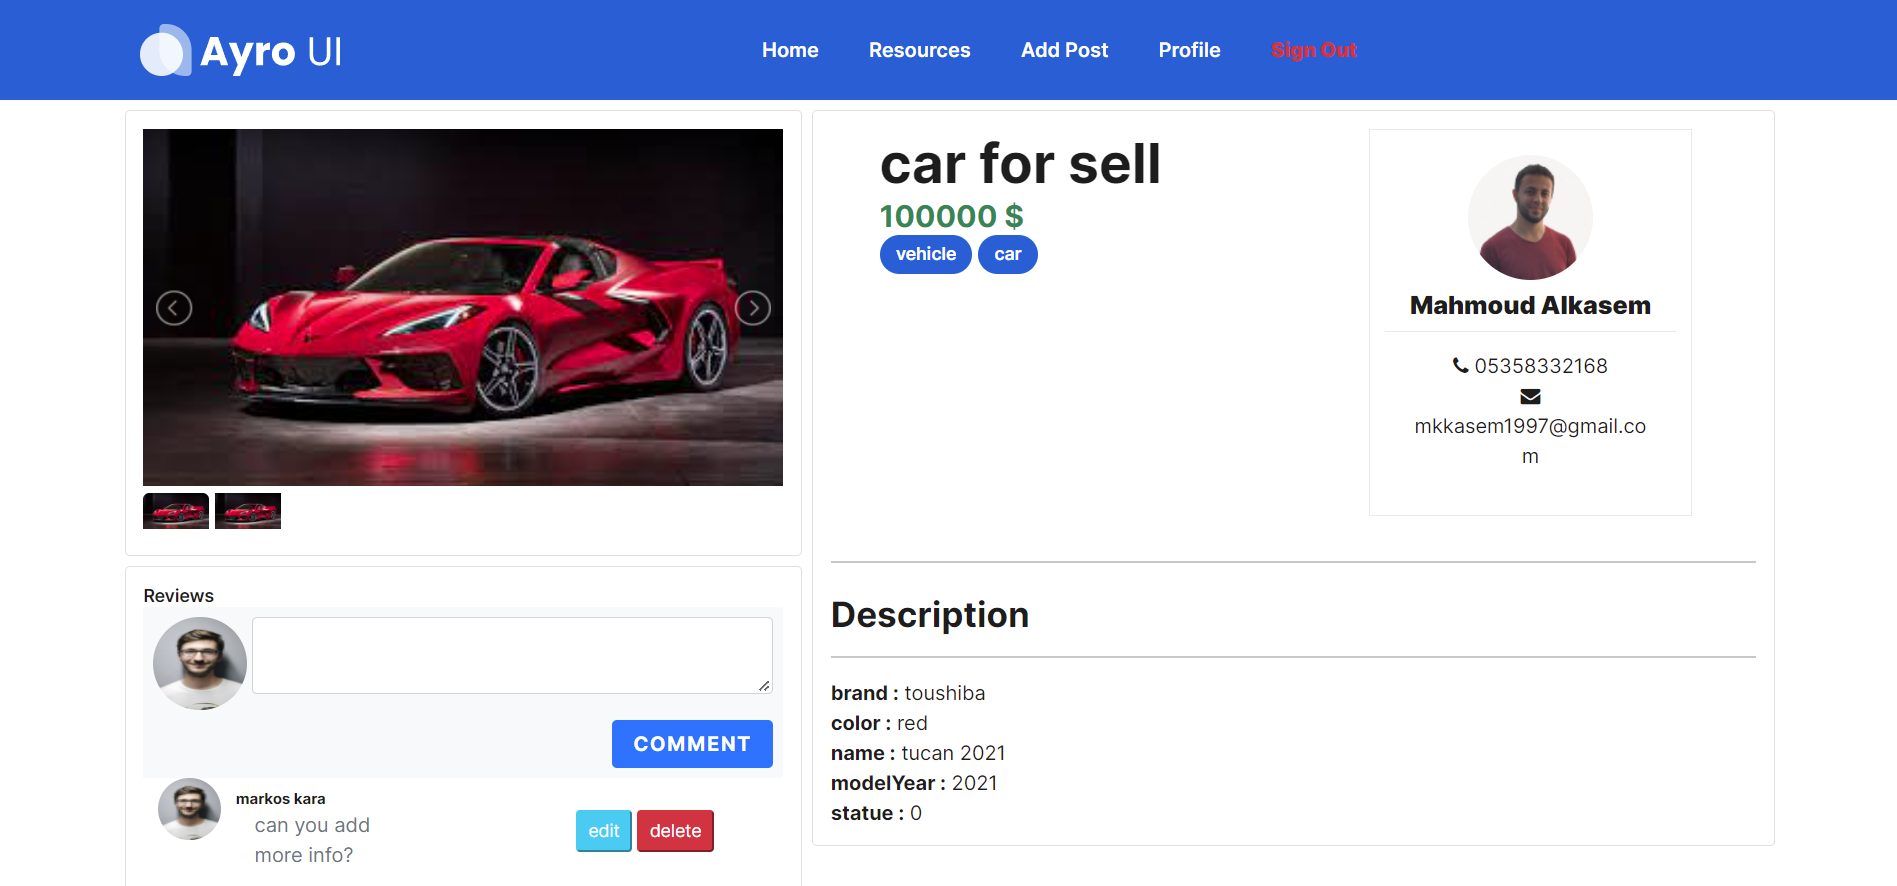 Ayro UI
Home
Resources
Add Post
Profile
Sign Out
car for sell
100000 $
vehicle
car
Mahmoud Alkasem
05358332168
mkkasem1997@gmail.co
m
Reviews
COMMENT
markos kara
can you add
more info?
edit
delete
Description
brand : toushiba
color : red
name : tucan 2021
modelYear : 2021
statue : 0